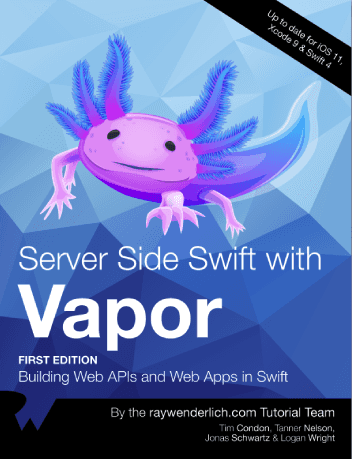 Up to date for iOS 11,
Xcode 9 & Swift 4
Server Side Swift with
Vapor
FIRST EDITION
Building Web APIs and Web Apps in Swift
By the raywenderlich.com Tutorial Team
Tim Condon, Tanner Nelson,
Jonas Schwartz & Logan Wright